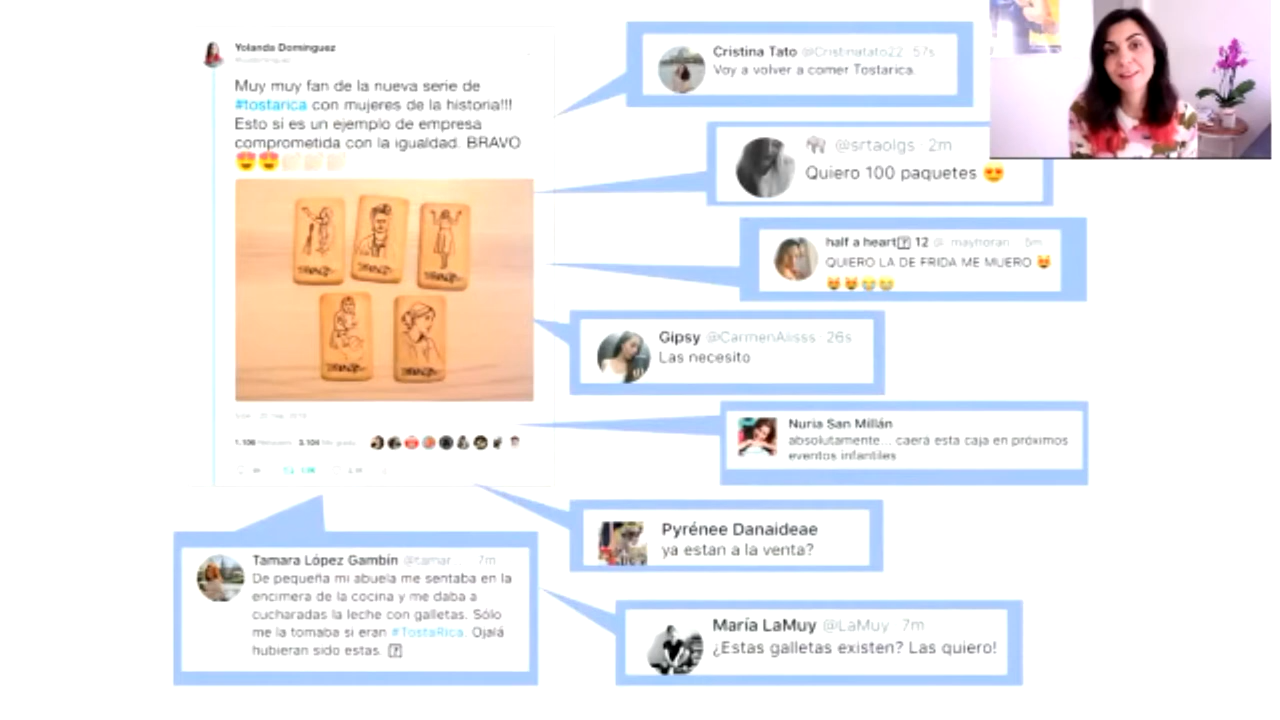 Yolanda Domínguez
Muy muy fan de la nueva serie de
#tostarica con mujeres de la historia!!!
Esto sí es un ejemplo de empresa
comprometida con la igualdad. BRAVO
😍😍
Cristina Tato @Cristinatato22 · 57s
Voy a volver a comer Tostarica.
@srtaolgs · 2m
Quiero 100 paquetes 😍
half a heart 12 @_mayhoran · 5m
QUIERO LA DE FRIDA ME MUERO 😻
😻😻😂😂
Gipsy @CarmenAlisss · 26s
Las necesito
Nuria San Millán
absolutamente... caerá esta caja en próximos
eventos infantiles
Pyrénee Danaideae
ya estan a la venta?
Tamara López Gambín @tamar 7m
De pequeña mi abuela me sentaba en la
encimera de la cocina y me daba a
cucharadas la leche con galletas. Sólo
me la tomaba si eran #TostaRica. Ojalá
hubieran sido estas.
María LaMuy @LaMuy · 7m
¿Estas galletas existen? Las quiero!